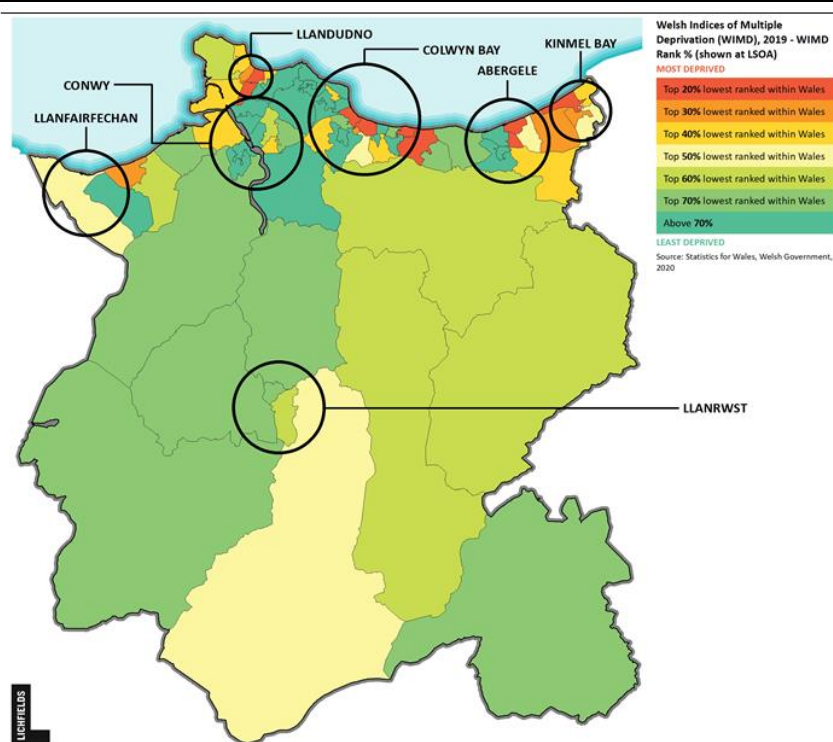 LLANDUDNO
COLWYN BAY
KINMEL BAY
ABERGELE
CONWY
LLANFAIRFECHAN
LLANRWST
Welsh Indices of Multiple
Deprivation (WIMD), 2019 - WIMD
Rank % (shown at LSOA)
MOST DEPRIVED
Top 20% lowest ranked within Wales
Top 30% lowest ranked within Wales
Top 40% lowest ranked within Wales
Top 50% lowest ranked within Wales
Top 60% lowest ranked within Wales
Top 70% lowest ranked within Wales
Above 70%
LEAST DEPRIVED
Source: Statistics for Wales, Welsh Government,
2020
LICHFIELDS